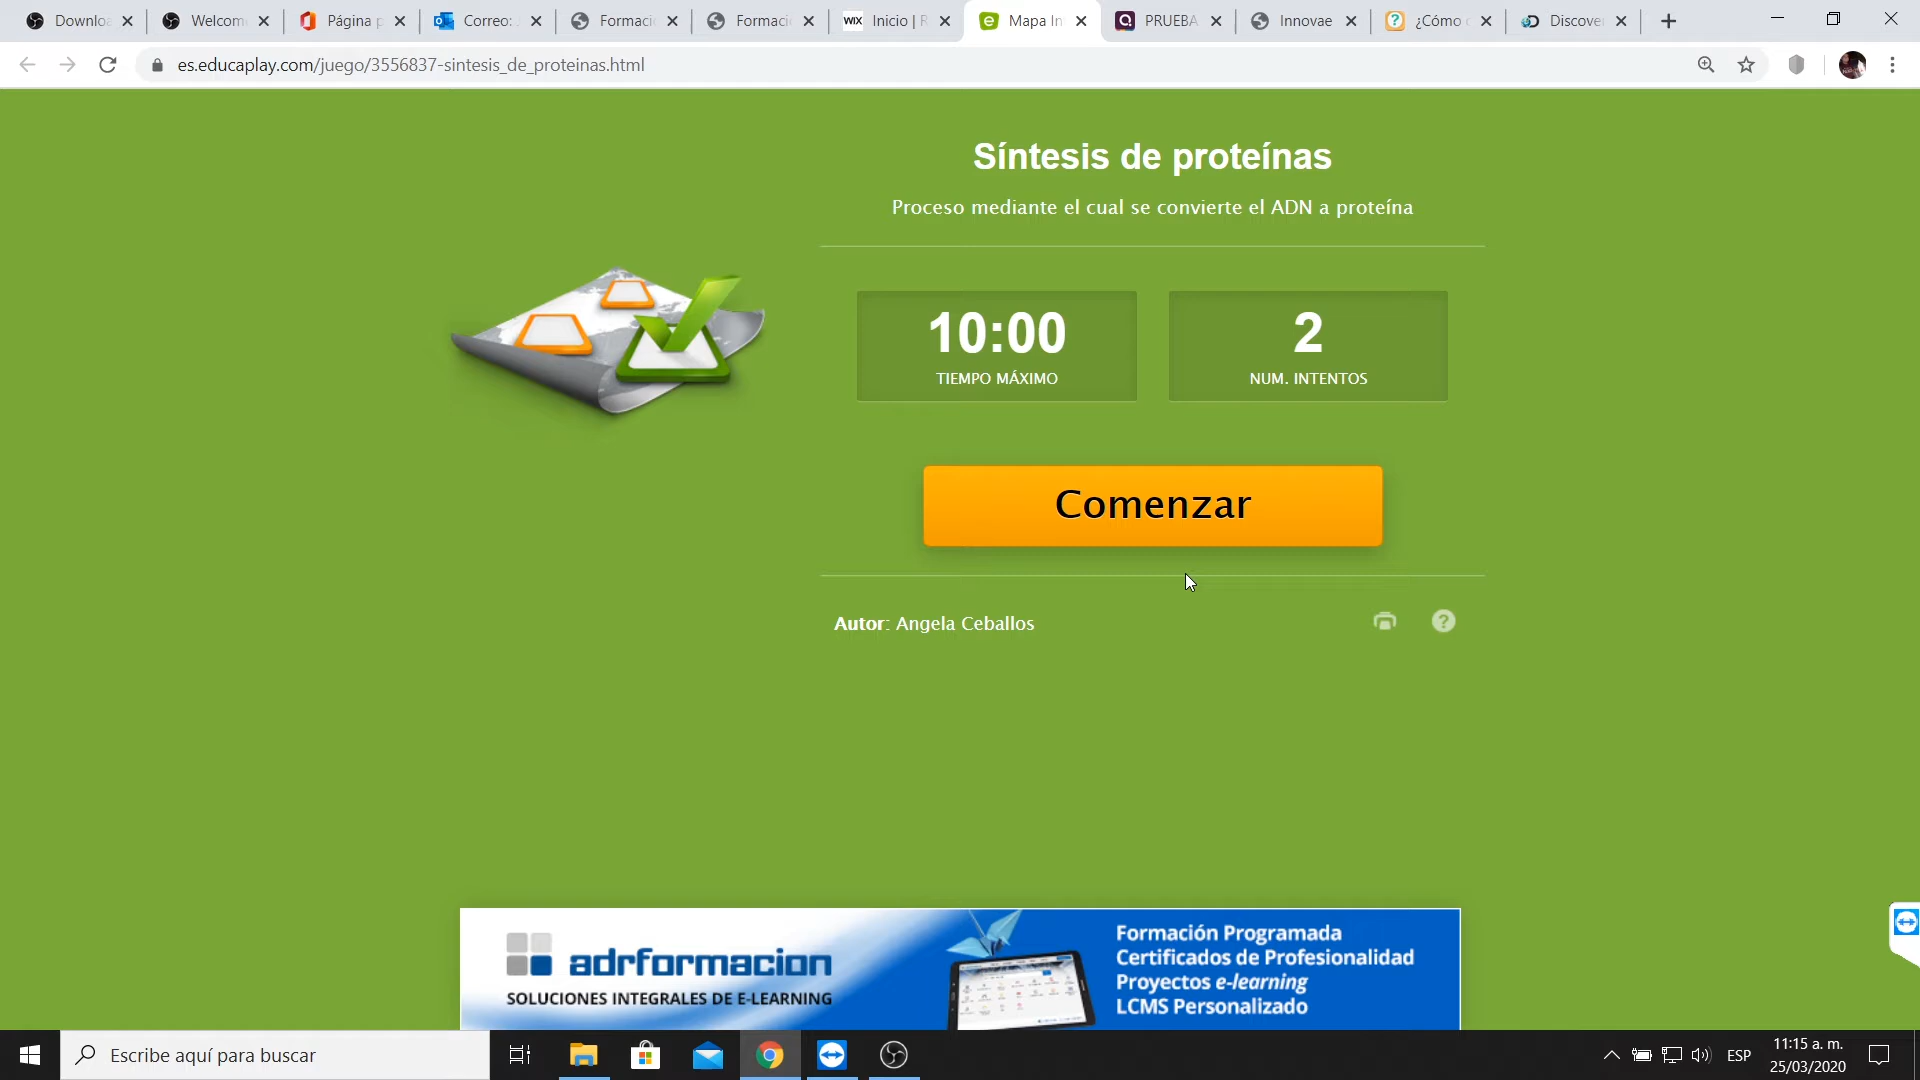 Downloa
Welcom
Página p
Correo:
Formaci
Formaci
WIX Inicio | R
Mapa In
PRUEBA
Innovae
¿Cómo
Discove
es.educaplay.com/juego/3556837-sintesis_de_proteinas.html
Síntesis de proteínas
Proceso mediante el cual se convierte el ADN a proteína
10:00
TIEMPO MÁXIMO
2
NUM. INTENTOS
Comenzar
Autor: Angela Ceballos
adrformacion
SOLUCIONES INTEGRALES DE E-LEARNING
Formación Programada
Certificados de Profesionalidad
Proyectos e-learning
LCMS Personalizado
Escribe aquí para buscar
ESP
11:15 a. m.
25/03/2020